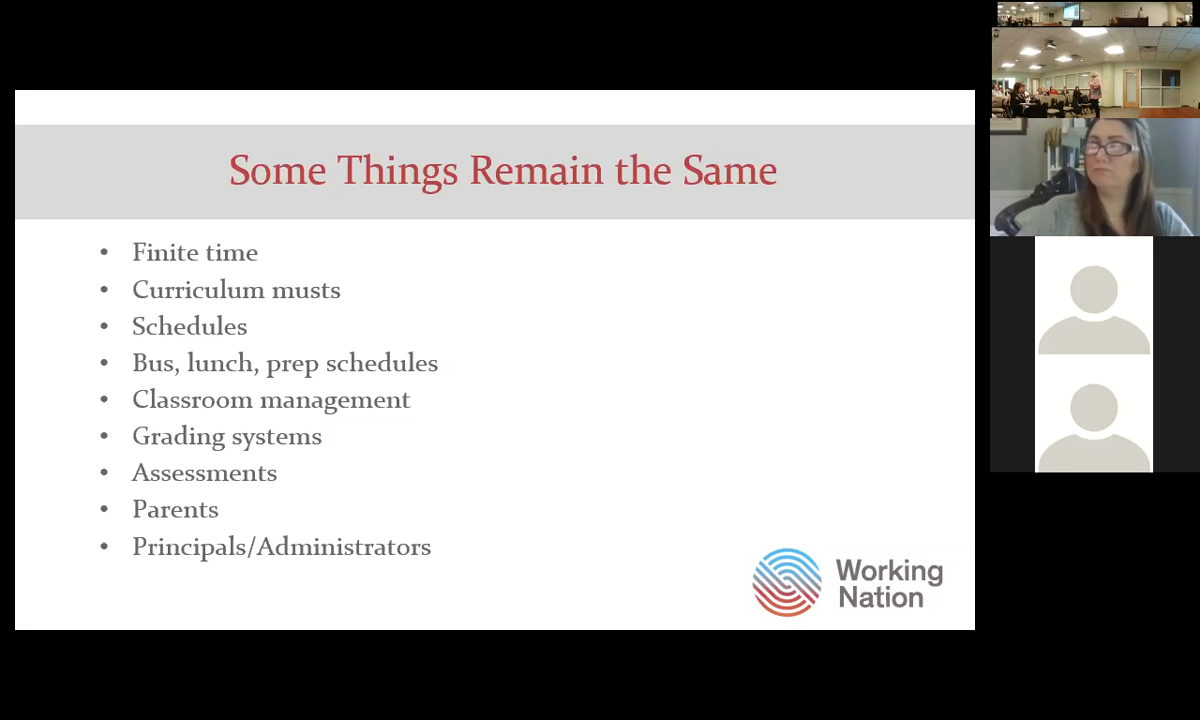 Some Things Remain the Same
• Finite time
• Curriculum musts
• Schedules
• Bus, lunch, prep schedules
• Classroom management
• Grading systems
• Assessments
• Parents
• Principals/Administrators
Working
Nation